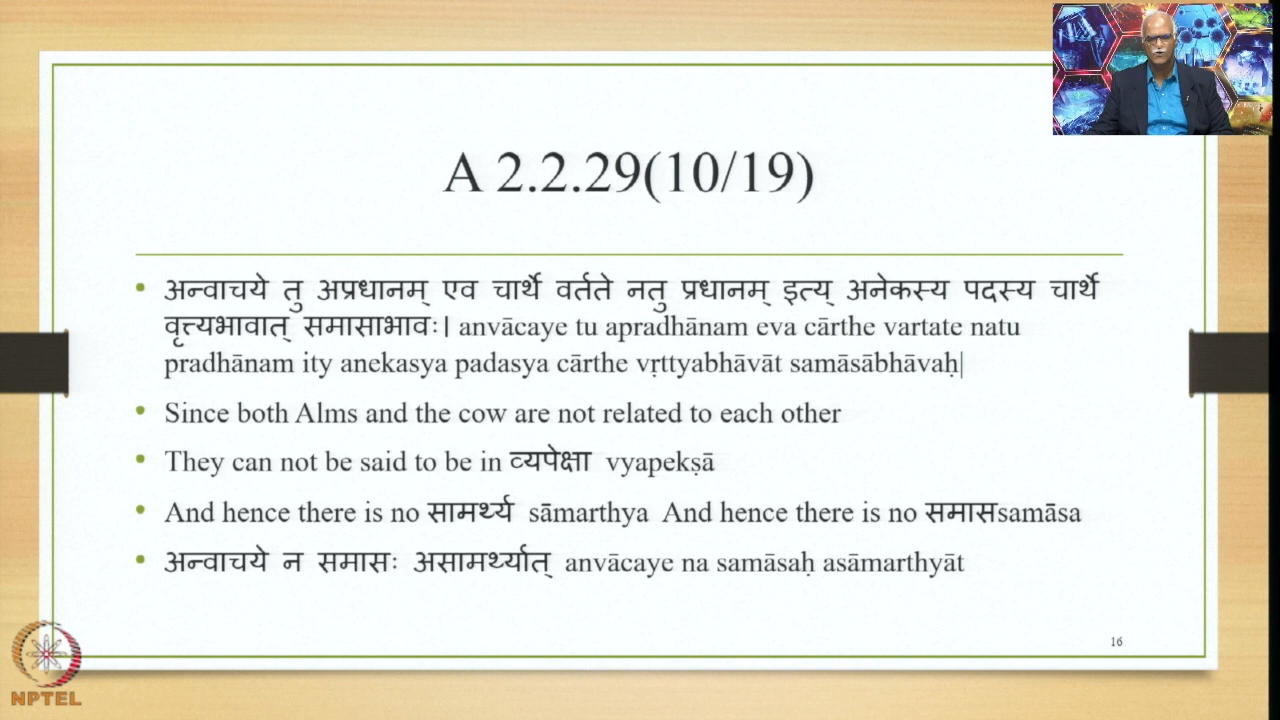 A 2.2.29(10/19)
अन्वाचये तु अप्रधानम् एव चार्थे वर्तते नतु प्रधानम् इत्य् अनेकस्य पदस्य चार्थे
वृत्त्यभावात् समासाभावः। anvācaye tu apradhānam eva cārthe vartate natu
pradhānam ity anekasya padasya cārthe vṛttyabhāvāt samāsābhāvaḥ|
Since both Alms and the cow are not related to each other
They can not be said to be in व्यपेक्षा vyapekṣā
And hence there is no सामर्थ्य sāmarthya And hence there is no समासsamāsa
अन्वाचये न समासः असामर्थ्यात् anvācaye na samāsaḥ asāmarthyāt
16
NPTEL